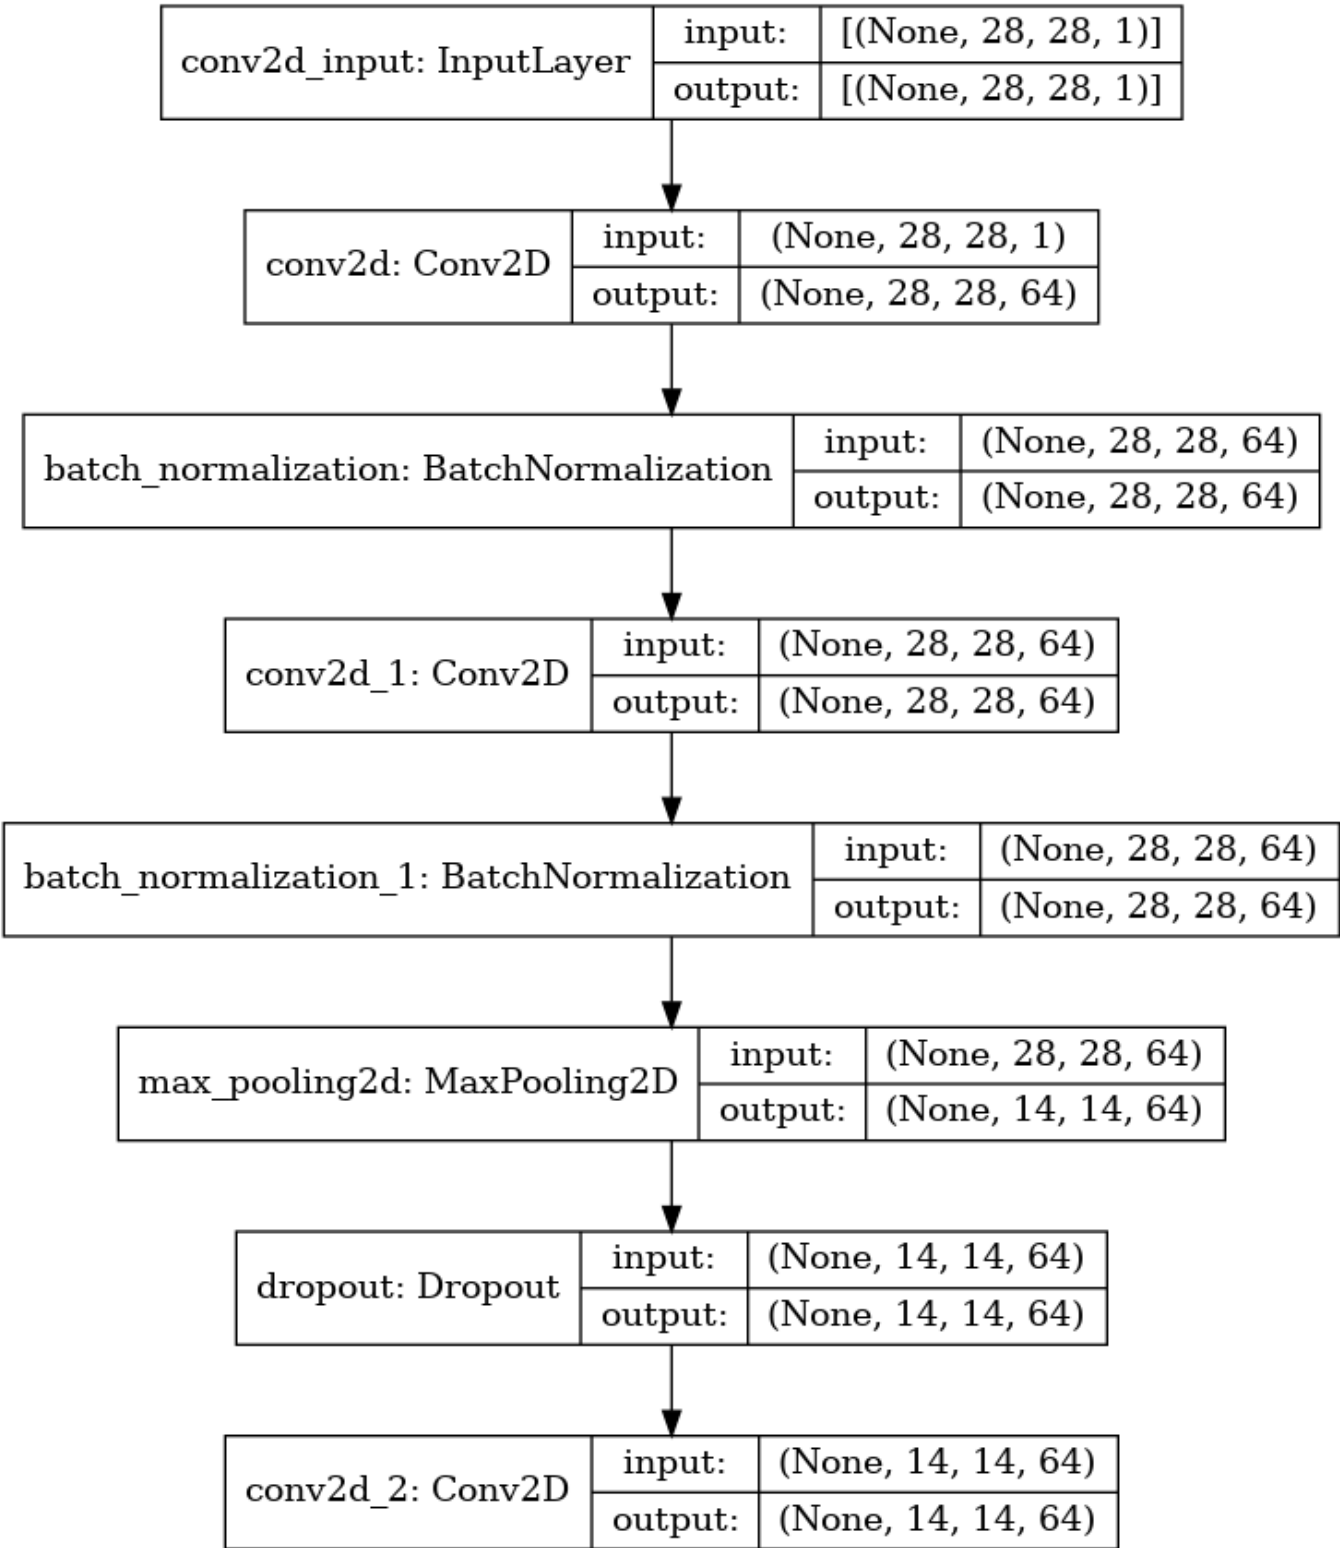 conv2d_input: InputLayer
input: [(None, 28, 28, 1)]
output: [(None, 28, 28, 1)]
conv2d: Conv2D
input: (None, 28, 28, 1)
output: (None, 28, 28, 64)
batch_normalization: BatchNormalization
input: (None, 28, 28, 64)
output: (None, 28, 28, 64)
conv2d_1: Conv2D
input: (None, 28, 28, 64)
output: (None, 28, 28, 64)
batch_normalization_1: BatchNormalization
input: (None, 28, 28, 64)
output: (None, 28, 28, 64)
max_pooling2d: MaxPooling2D
input: (None, 28, 28, 64)
output: (None, 14, 14, 64)
dropout: Dropout
input: (None, 14, 14, 64)
output: (None, 14, 14, 64)
conv2d_2: Conv2D
input: (None, 14, 14, 64)
output: (None, 14, 14, 64)